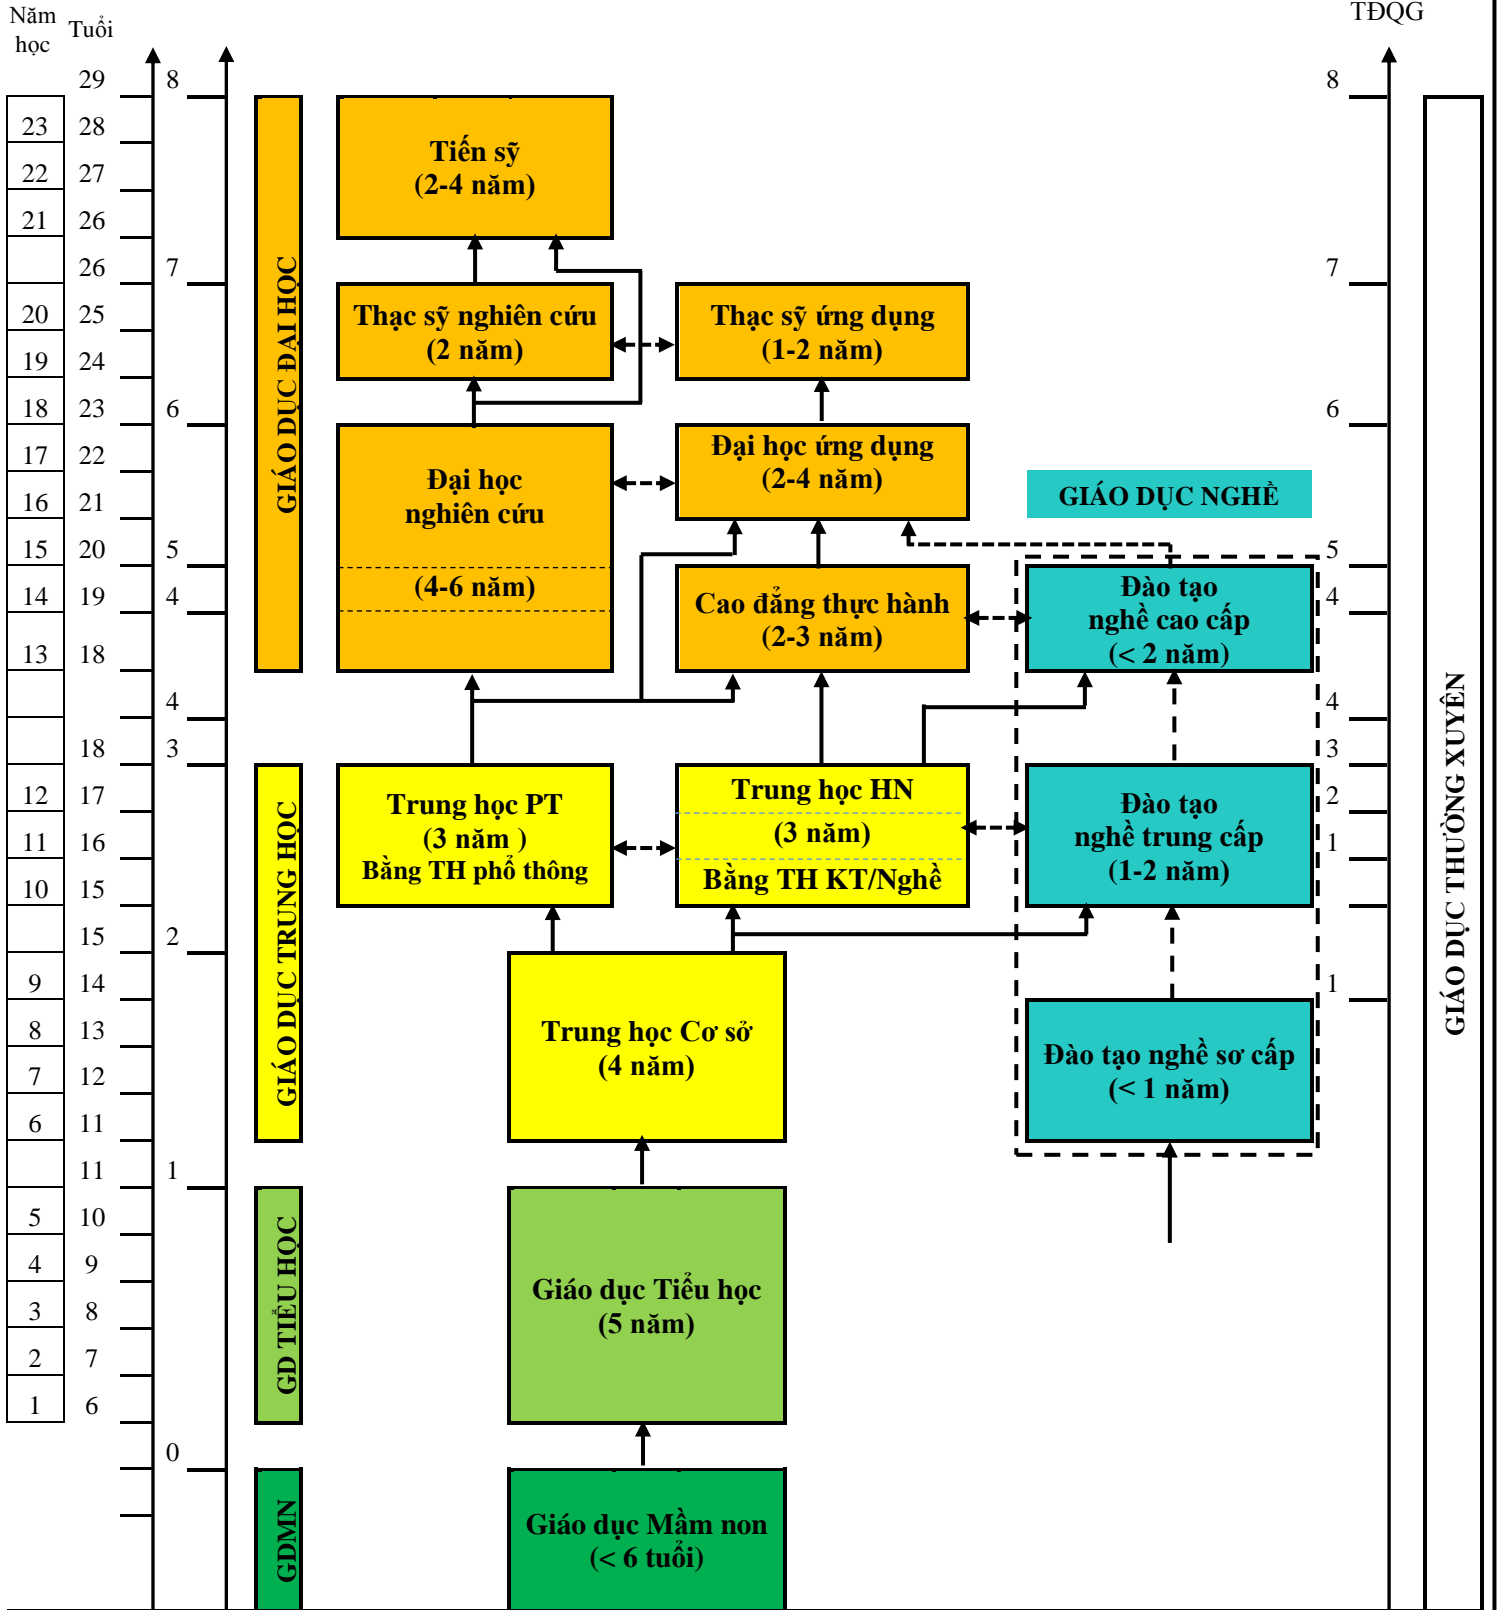 Năm
học
Tuổi
TĐQG
29
8
8
23
28
22
27
21
26
26
7
7
20
25
19
24
18
23
6
6
17
22
16
21
15
20
5
5
14
19
4
4
13
18
4
4
18
3
3
12
17
2
11
16
1
10
15
15
2
9
14
1
8
13
7
12
6
11
11
1
5
10
4
9
3
8
2
7
1
6
0
GIÁO DỤC ĐẠI HỌC
GIÁO DỤC TRUNG HỌC
GD TIỂU HỌC
GDMN
Tiến sỹ
(2-4 năm)
Thạc sỹ nghiên cứu
(2 năm)
Thạc sỹ ứng dụng
(1-2 năm)
Đại học
nghiên cứu
(4-6 năm)
Đại học ứng dụng
(2-4 năm)
GIÁO DỤC NGHỀ
Cao đẳng thực hành
(2-3 năm)
Đào tạo
nghề cao cấp
(< 2 năm)
Trung học PT
(3 năm )
Bằng TH phổ thông
Trung học HN
(3 năm)
Bằng TH KT/Nghề
Đào tạo
nghề trung cấp
(1-2 năm)
Trung học Cơ sở
(4 năm)
Đào tạo nghề sơ cấp
(< 1 năm)
Giáo dục Tiểu học
(5 năm)
Giáo dục Mầm non
(< 6 tuổi)
GIÁO DỤC THƯỜNG XUYÊN